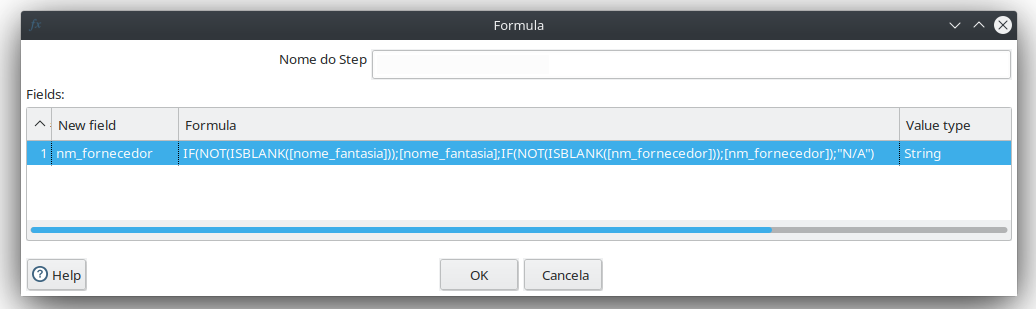 Formula
Nome do Step
Fields:
New field Formula Value type
1 nm_fornecedor IF(NOT(ISBLANK([nome_fantasia]));[nome_fantasia];IF(NOT(ISBLANK([nm_fornecedor]));[nm_fornecedor]);"N/A") String
Help OK Cancela